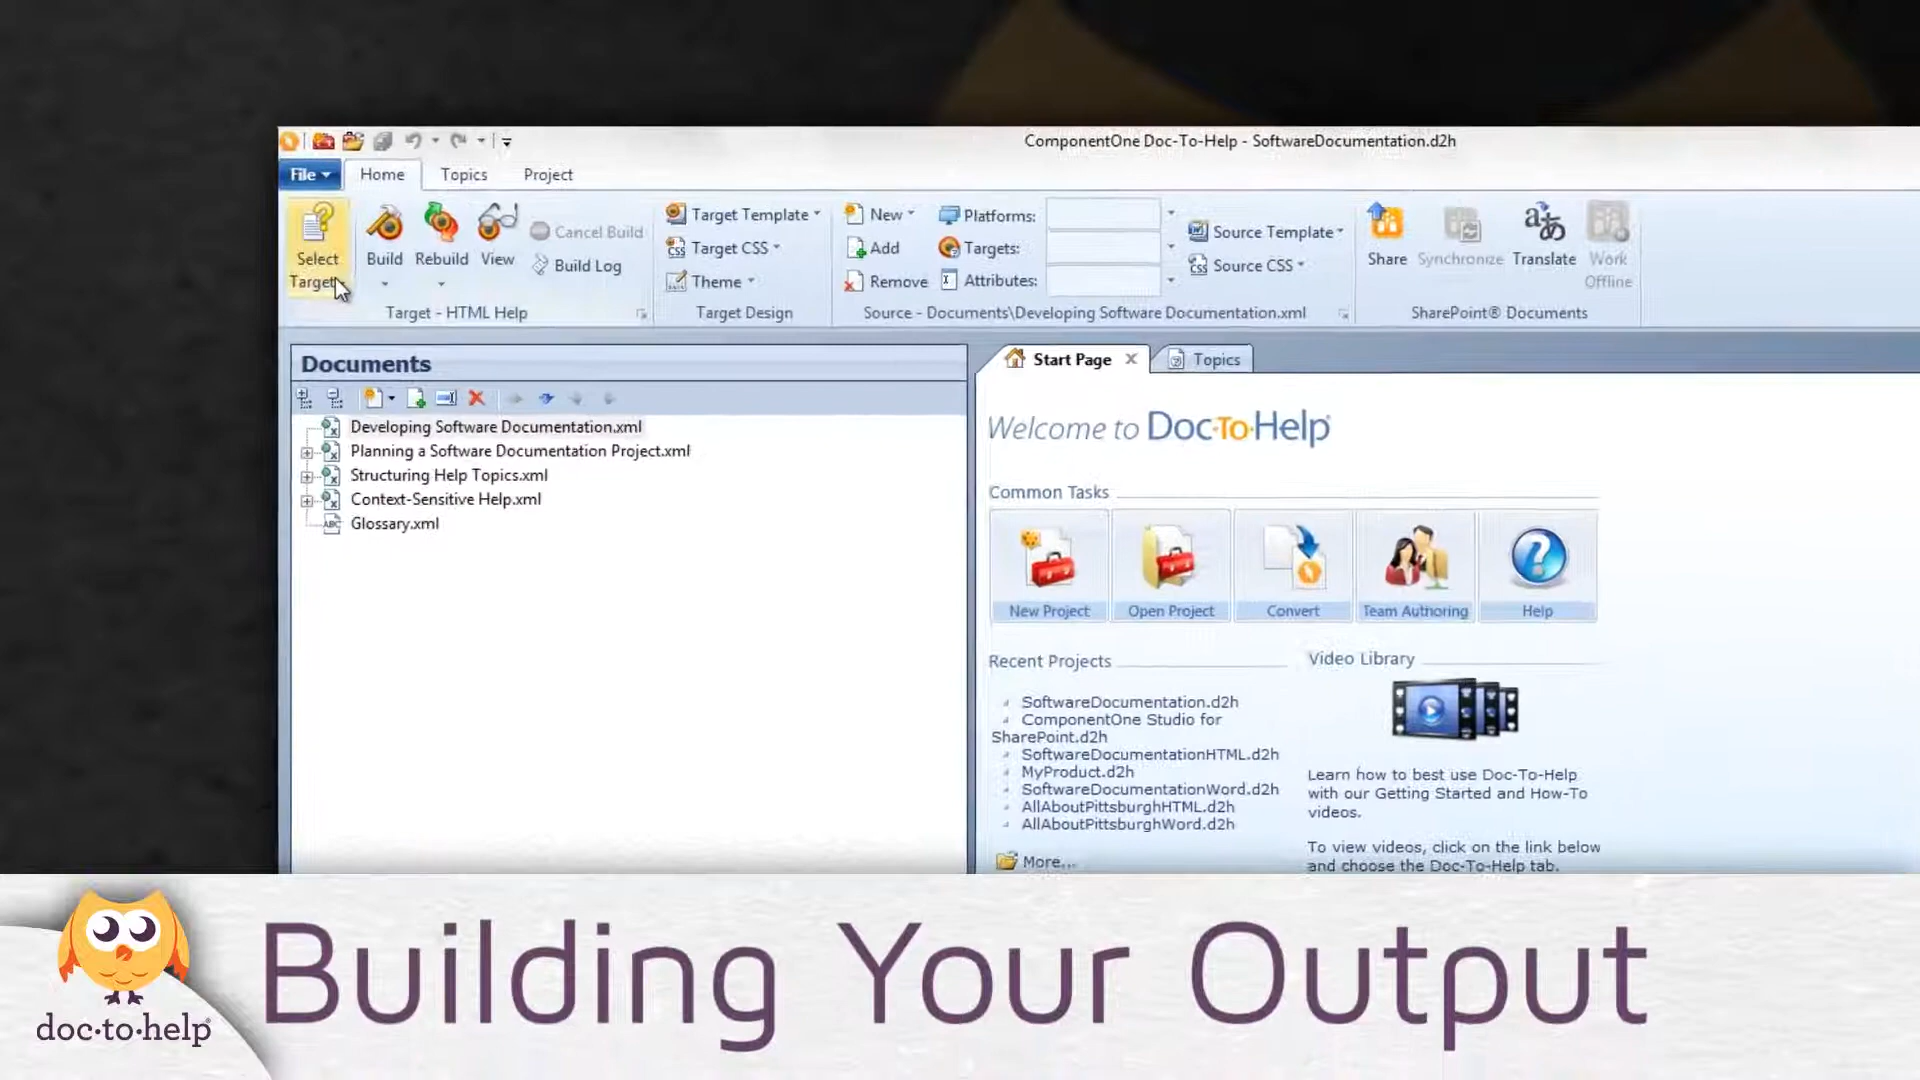 ComponentOne Doc-To-Help - SoftwareDocumentation.d2h
File Home Topics Project
Select Target
Build
Rebuild
View
Cancel Build
Build Log
Target - HTML Help
Target Template
CSS Target CSS
Theme
Target Design
New
Add
Remove
Platforms:
Targets:
Attributes:
Source Template
CSS Source CSS
Source - Documents\Developing Software Documentation.xml
Share
Synchronize
Translate
Work Offline
SharePoint® Documents
Documents
Developing Software Documentation.xml
Planning a Software Documentation Project.xml
Structuring Help Topics.xml
Context-Sensitive Help.xml
ABC Glossary.xml
Start Page
Topics
Welcome to Doc-To-Help®
Common Tasks
New Project
Open Project
Convert
Team Authoring
Help
Recent Projects
SoftwareDocumentation.d2h
ComponentOne Studio for
SharePoint.d2h
SoftwareDocumentationHTML.d2h
MyProduct.d2h
SoftwareDocumentationWord.d2h
AllAboutPittsburghHTML.d2h
AllAboutPittsburghWord.d2h
More...
Video Library
Learn how to best use Doc-To-Help
with our Getting Started and How-To
videos.
To view videos, click on the link below
and choose the Doc-To-Help tab.
doc·to·help®
Building Your Output